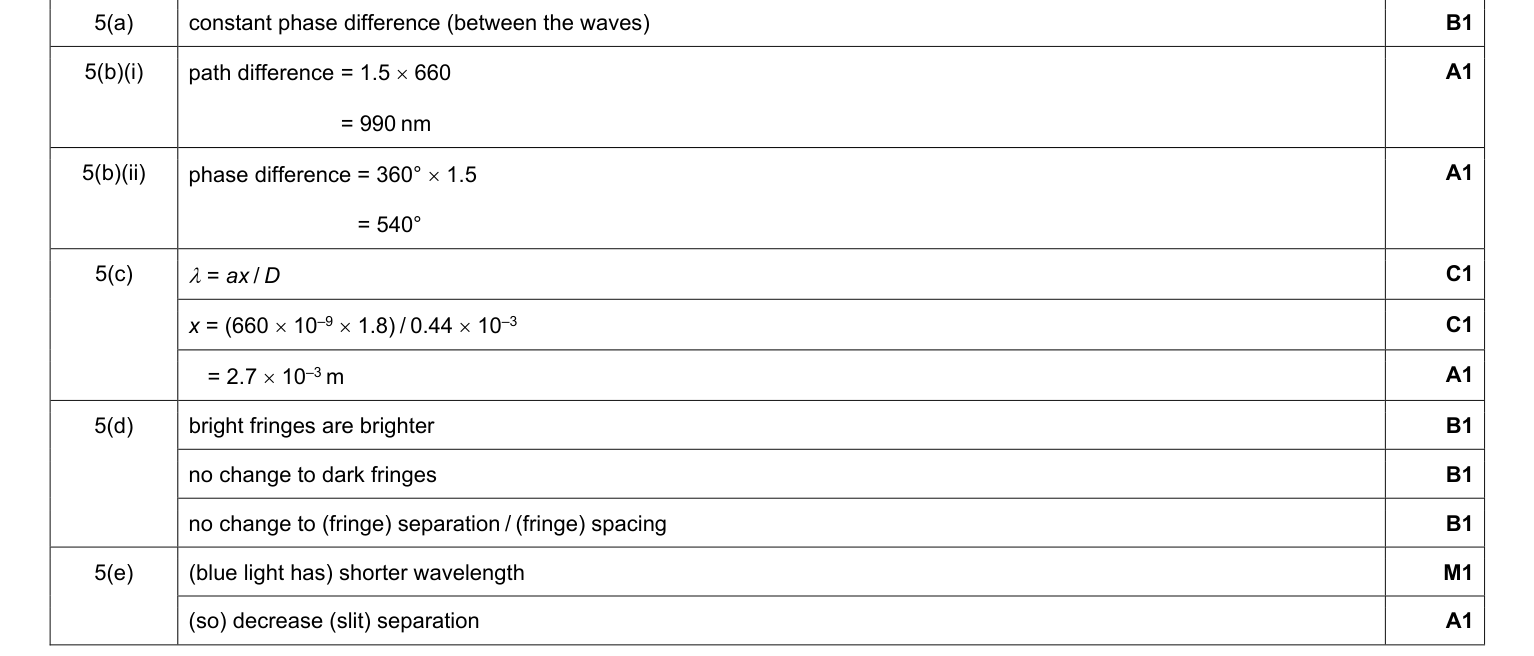 5(a) constant phase difference (between the waves) B1
5(b)(i) path difference = 1.5 × 660 A1
= 990 nm
5(b)(ii) phase difference = 360° × 1.5 A1
= 540°
5(c) λ = ax / D C1
x = (660 × 10⁻⁹ × 1.8) / 0.44 × 10⁻³ C1
= 2.7 × 10⁻³ m A1
5(d) bright fringes are brighter B1
no change to dark fringes B1
no change to (fringe) separation / (fringe) spacing B1
5(e) (blue light has) shorter wavelength M1
(so) decrease (slit) separation A1